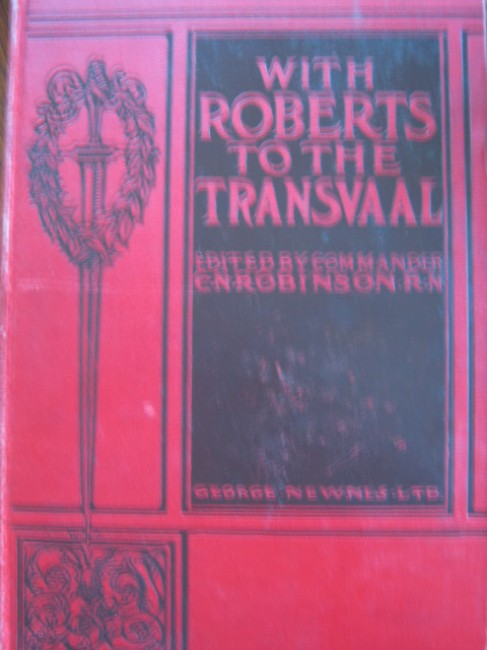 WITH
ROBERTS
TO THE
TRANSVAAL
EDITED BY COMMANDER
C.N.ROBINSON R.N
GEORGE NEWNES LTD